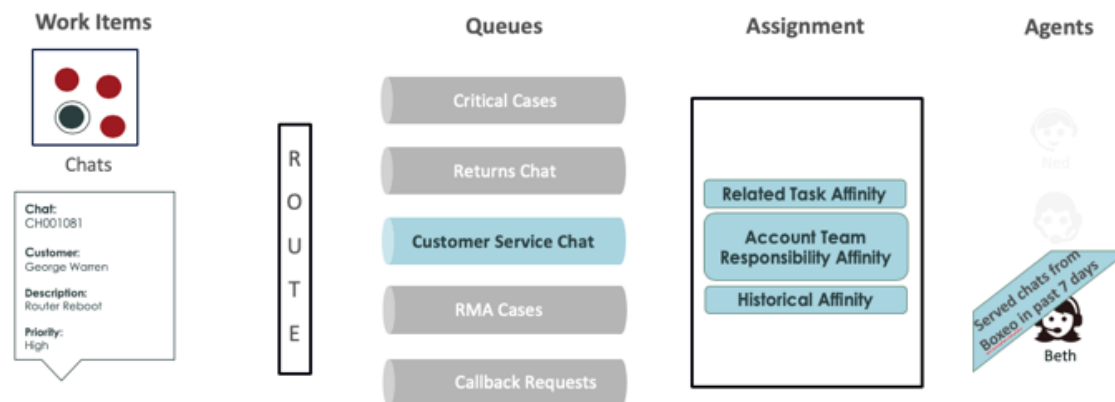 Work Items
Queues
Assignment
Agents
Chats
Chat:
CH001081
Customer:
George Warren
Description:
Router Reboot
Priority:
High
R
O
U
T
E
Critical Cases
Returns Chat
Customer Service Chat
RMA Cases
Callback Requests
Related Task Affinity
Account Team
Responsibility Affinity
Historical Affinity
Ned
Served chats from
Boxeo in past 7 days
Beth